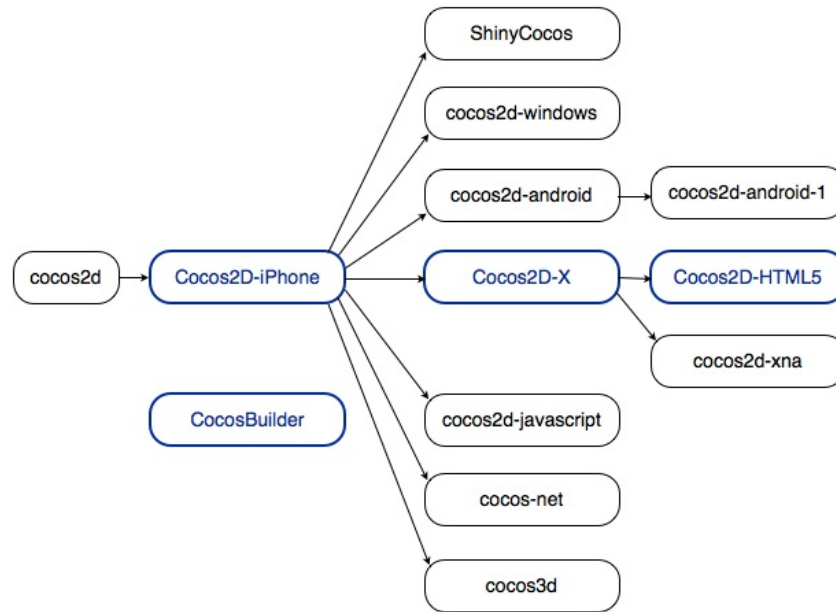 ShinyCocos
cocos2d-windows
cocos2d-android
cocos2d-android-1
cocos2d
Cocos2D-iPhone
Cocos2D-X
Cocos2D-HTML5
cocos2d-xna
CocosBuilder
cocos2d-javascript
cocos-net
cocos3d